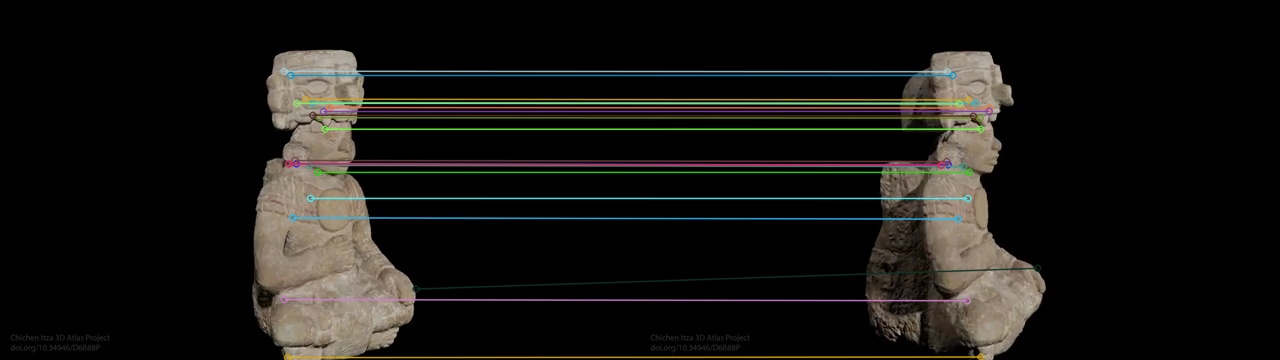 Chichen Itza 3D Atlas Project
doi.org/10.34946/D6B88P
Chichen Itza 3D Atlas Project
doi.org/10.34946/D6B88P